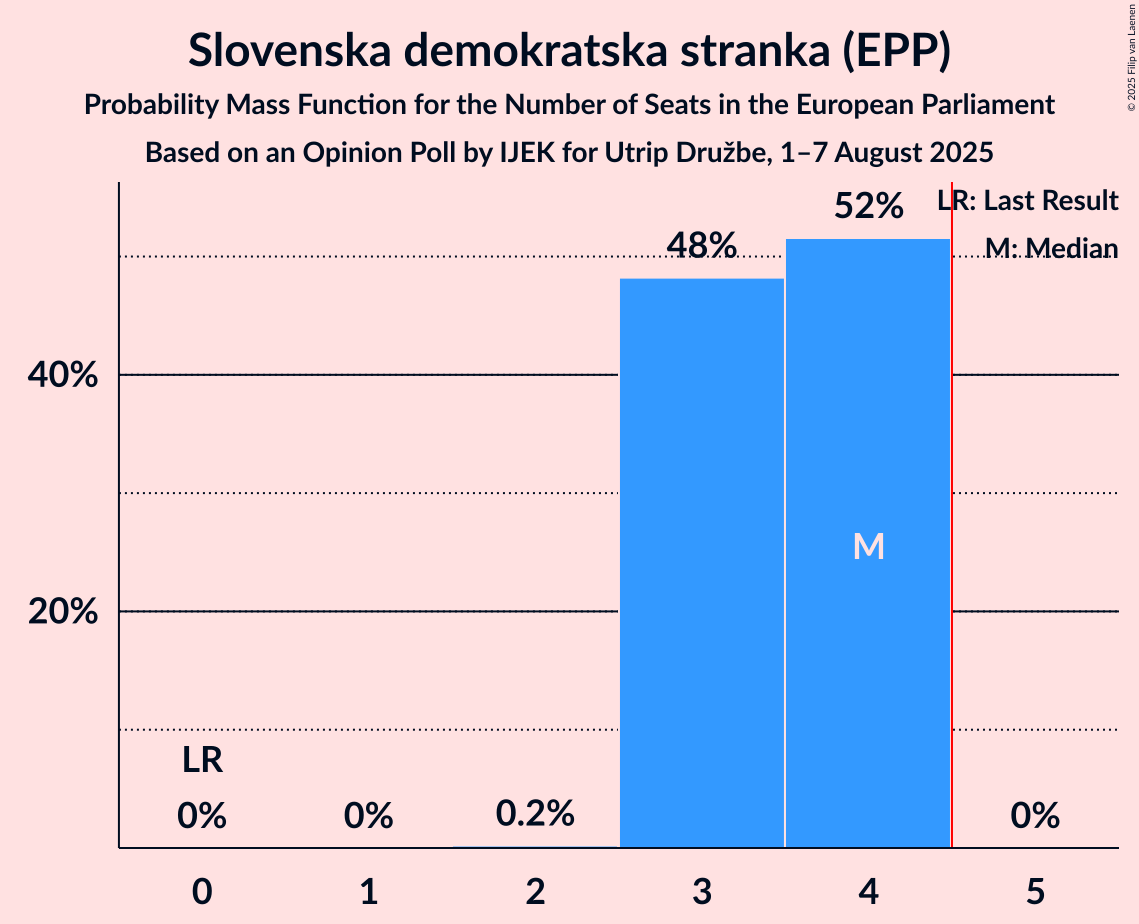 Slovenska demokratska stranka (EPP)
Probability Mass Function for the Number of Seats in the European Parliament
Based on an Opinion Poll by IJEK for Utrip Družbe, 1–7 August 2025
© 2025 Filip van Laenen
LR: Last Result
M: Median
52%
48%
40%
20%
M
LR
0%
0%
0.2%
0%
0
1
2
3
4
5